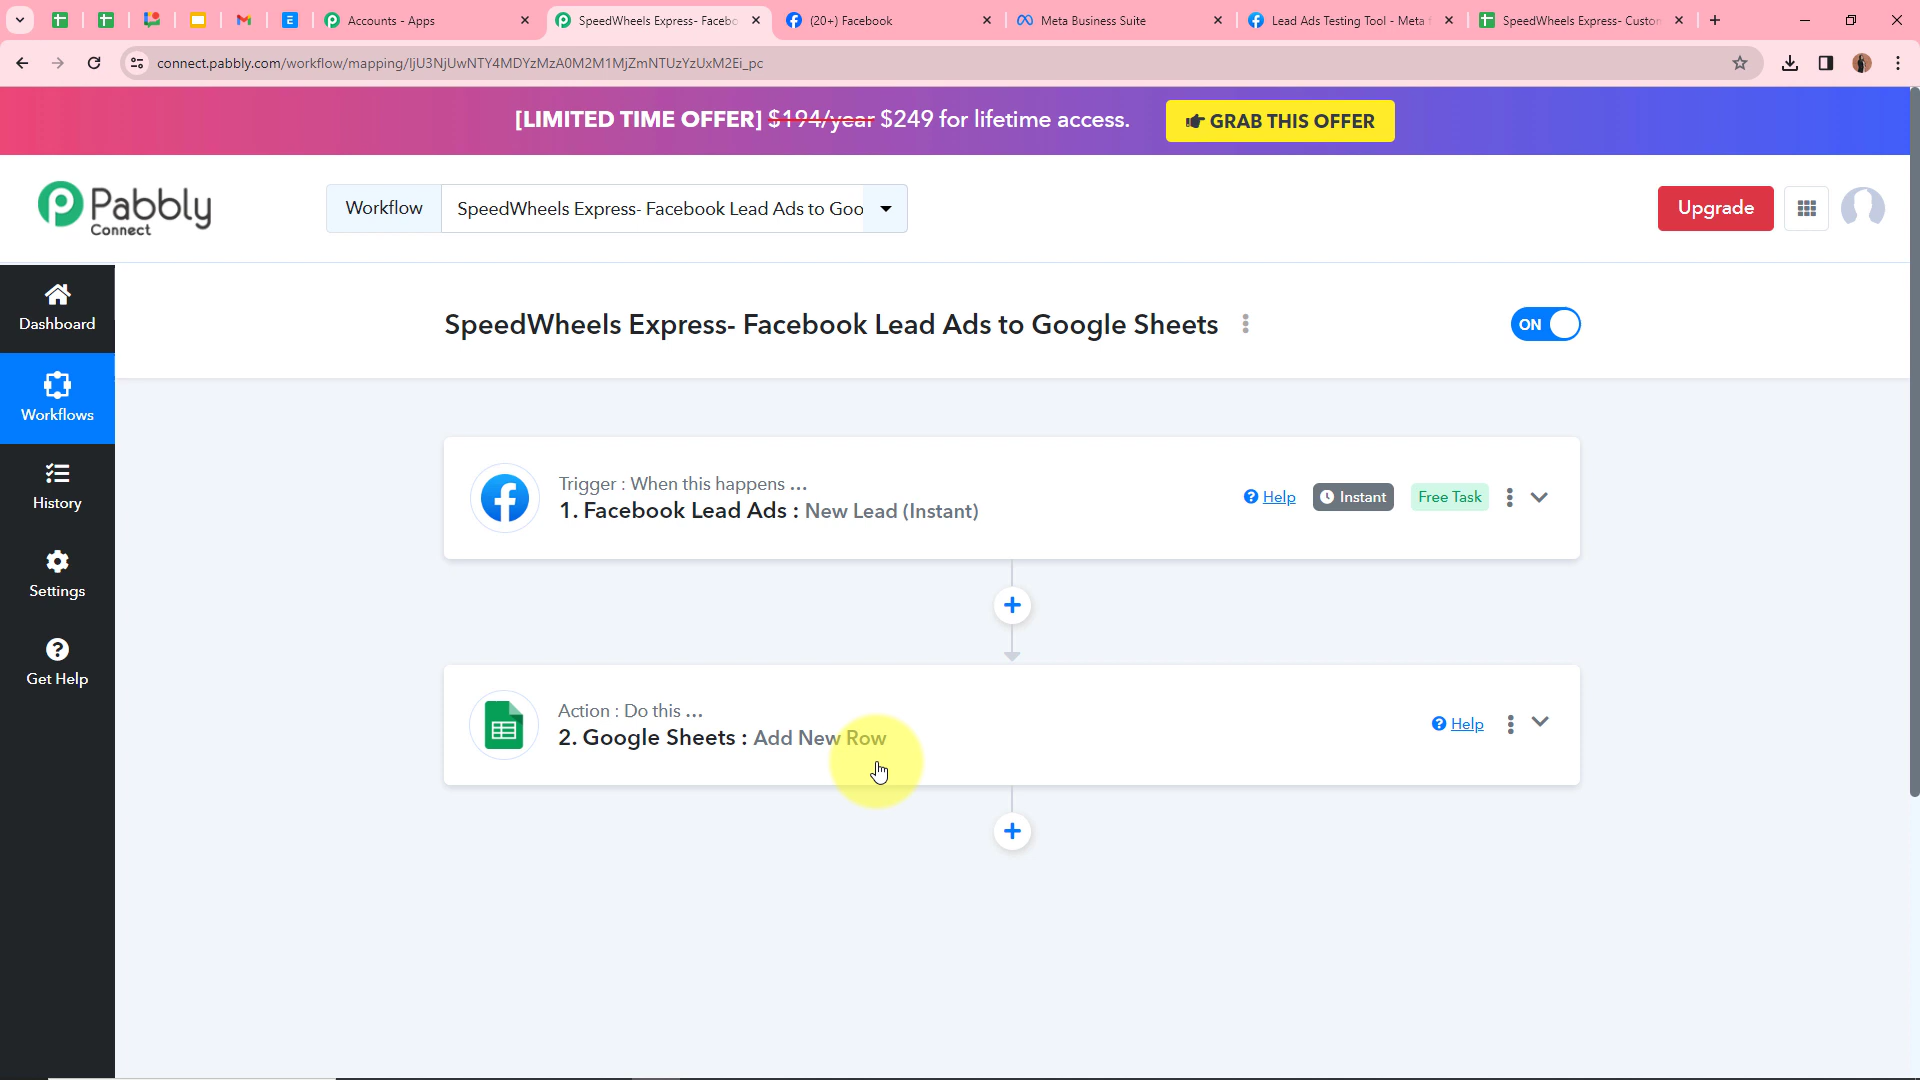 Accounts - Apps
SpeedWheels Express- Facebo
(20+) Facebook
Meta Business Suite
Lead Ads Testing Tool - Meta f
SpeedWheels Express- Custom
connect.pabbly.com/workflow/mapping/IjU3NjUwNTY4MDYzMzA0M2M1MjZmNTUzYzUxM2Ei_pc
[LIMITED TIME OFFER] $194/year $249 for lifetime access.
GRAB THIS OFFER
Pabbly
Connect
Workflow
SpeedWheels Express- Facebook Lead Ads to Goo
Upgrade
Dashboard
Workflows
History
Settings
Get Help
SpeedWheels Express- Facebook Lead Ads to Google Sheets
ON
Trigger : When this happens ...
1. Facebook Lead Ads : New Lead (Instant)
Help
Instant
Free Task
Action : Do this ...
2. Google Sheets : Add New Row
Help